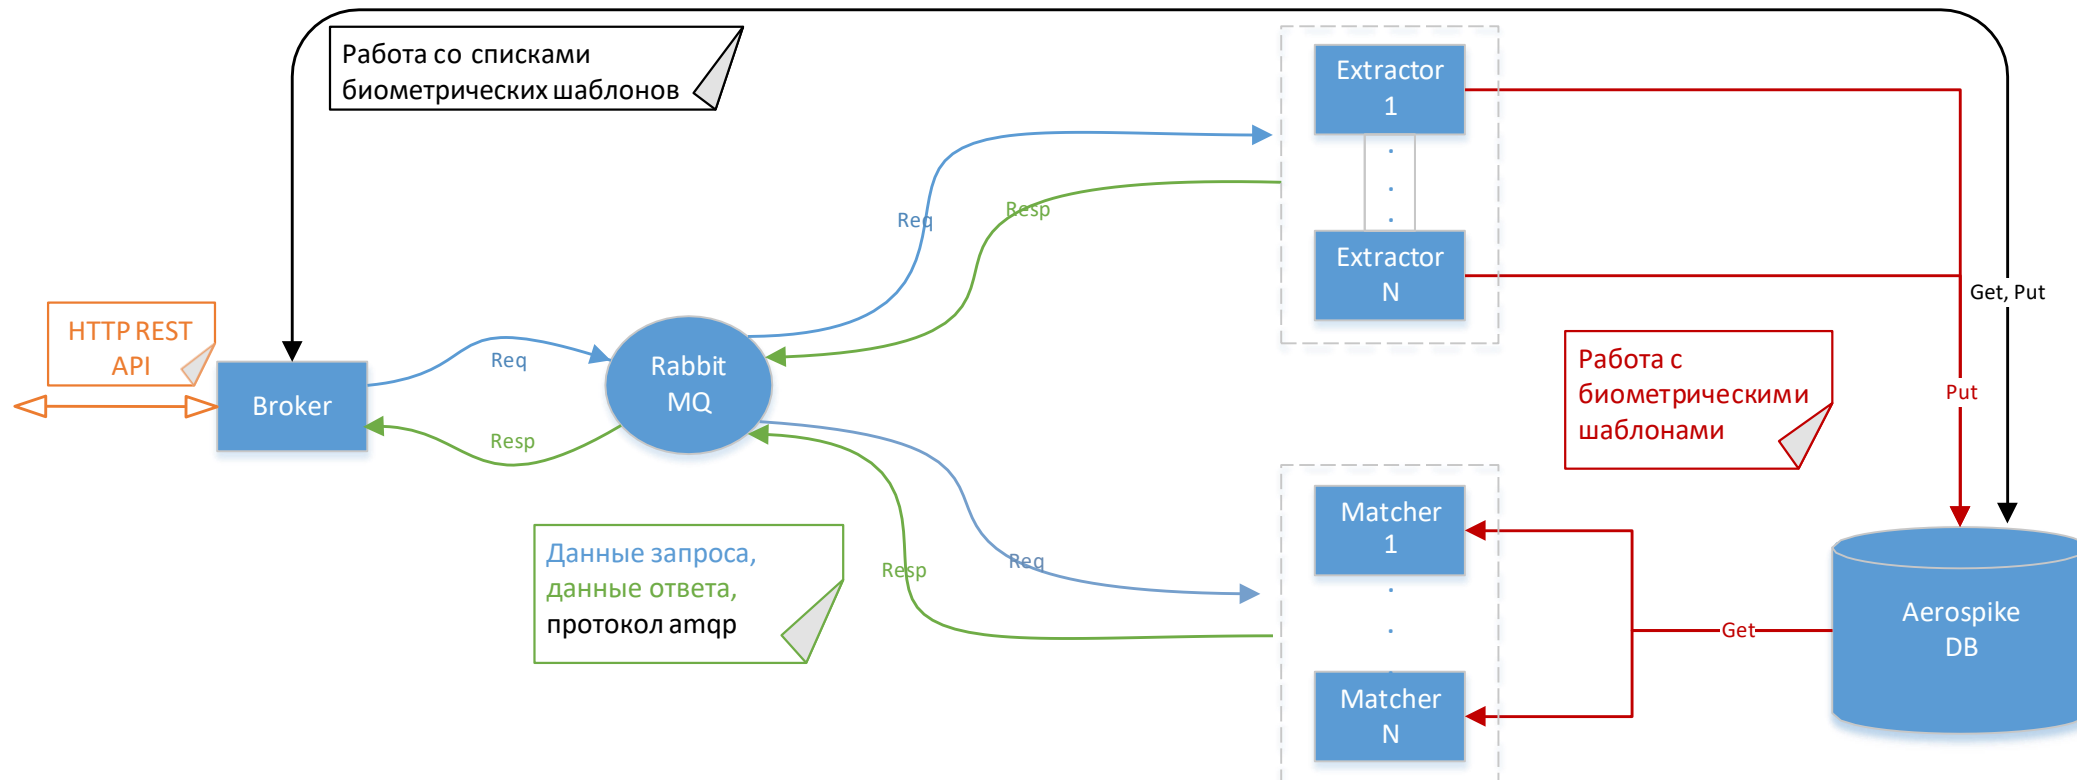 Работа со списками
биометрических шаблонов
Extractor
1
Extractor
N
Req
Resp
Get, Put
HTTP REST
API
Broker
Req
Resp
Rabbit
MQ
Работа с
биометрическими
шаблонами
Put
Данные запроса,
данные ответа,
протокол amqp
Resp
Req
Matcher
1
Matcher
N
Get
Aerospike
DB